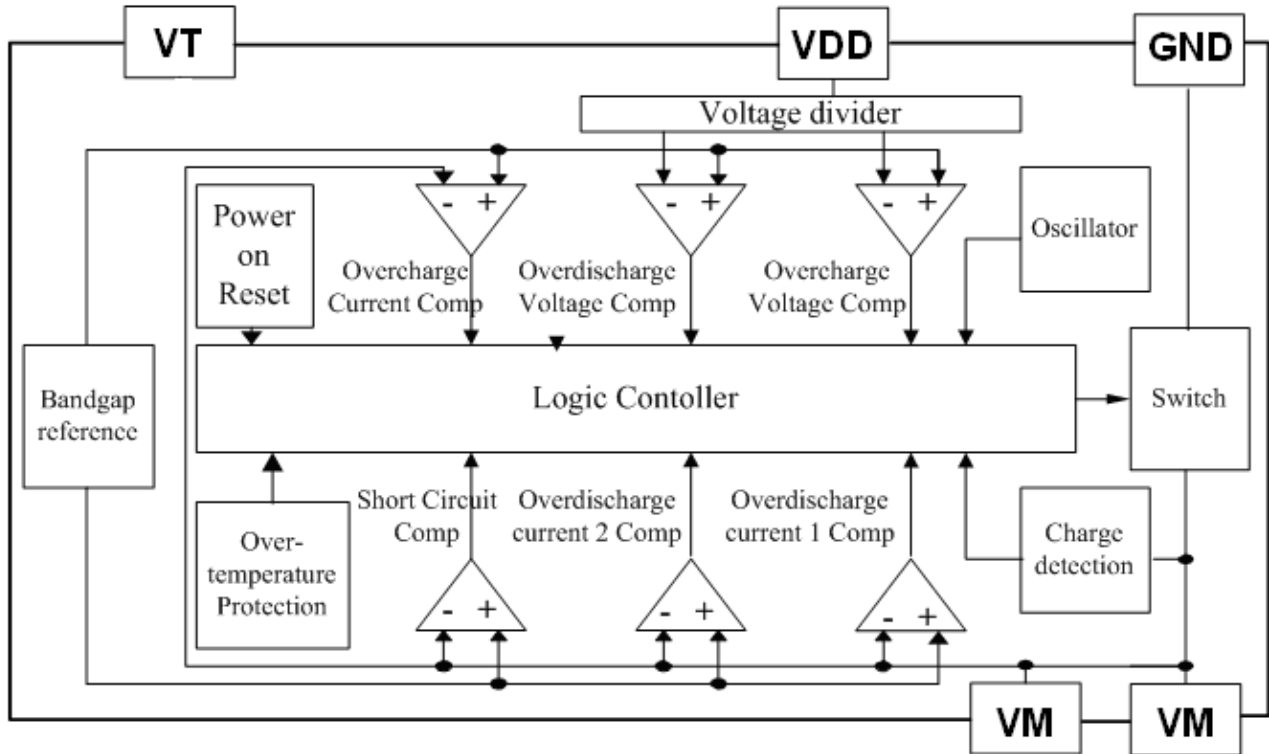 VT
VDD
GND
Voltage divider
- +
- +
- +
Power
on
Reset
Oscillator
Overcharge
Current Comp
Overdischarge
Voltage Comp
Overcharge
Voltage Comp
Bandgap
reference
Logic Contoller
Switch
Short Circuit
Comp
Overdischarge
current 2 Comp
Overdischarge
current 1 Comp
Over-
temperature
Protection
Charge
detection
- +
- +
- +
VM
VM